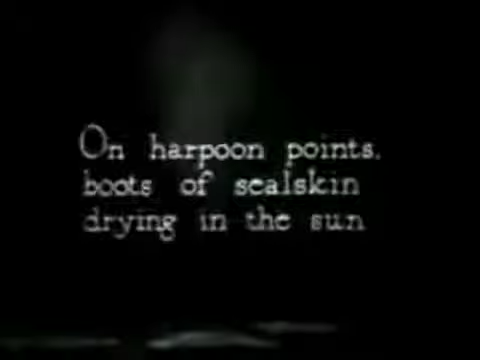 On harpoon points,
boots of sealskin
drying in the sun